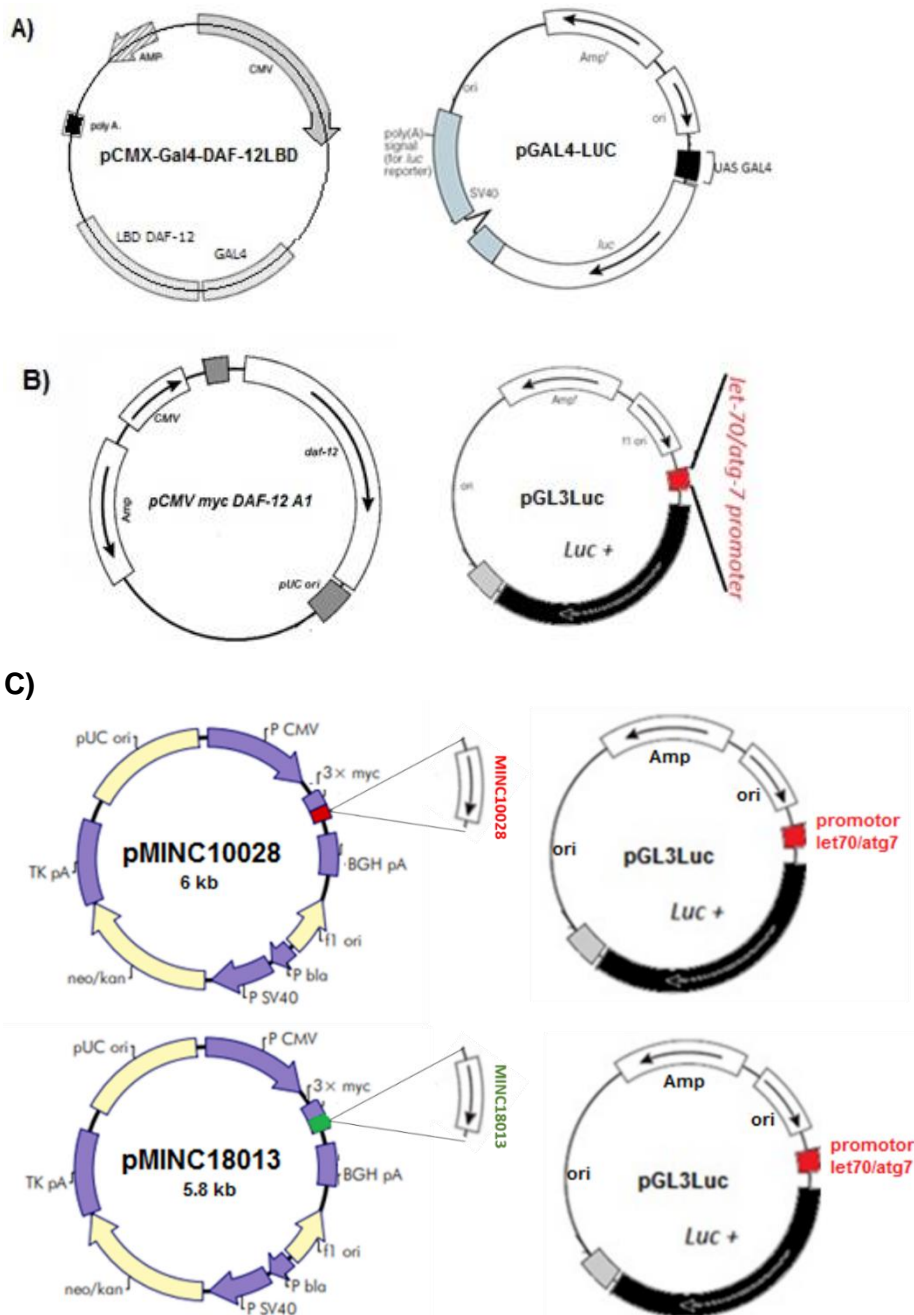 A)
AMP
CMV
poly A.
pCMX-Gal4-DAF-12LBD
LBD DAF-12
GAL4
Ampʳ
ori
ori
poly(A)
signal
(for luc
reporter)
pGAL4-LUC
UAS GAL4
SV40
luc
B)
CMV
daf-12
Amp
pCMV myc DAF-12 A1
pUC ori
Ampʳ
f1 ori
ori
pGL3Luc
Luc +
let-70/atg-7 promoter
C)
pUC ori
P CMV
3× myc
MINC10028
pMINC10028
6 kb
TK pA
BGH pA
f1 ori
neo/kan
P bla
P SV40
Amp
ori
ori
promotor
let70/atg7
pGL3Luc
Luc +
pUC ori
P CMV
3× myc
MINC18013
pMINC18013
5.8 kb
TK pA
BGH pA
f1 ori
neo/kan
P bla
P SV40
Amp
ori
ori
promotor
let70/atg7
pGL3Luc
Luc +